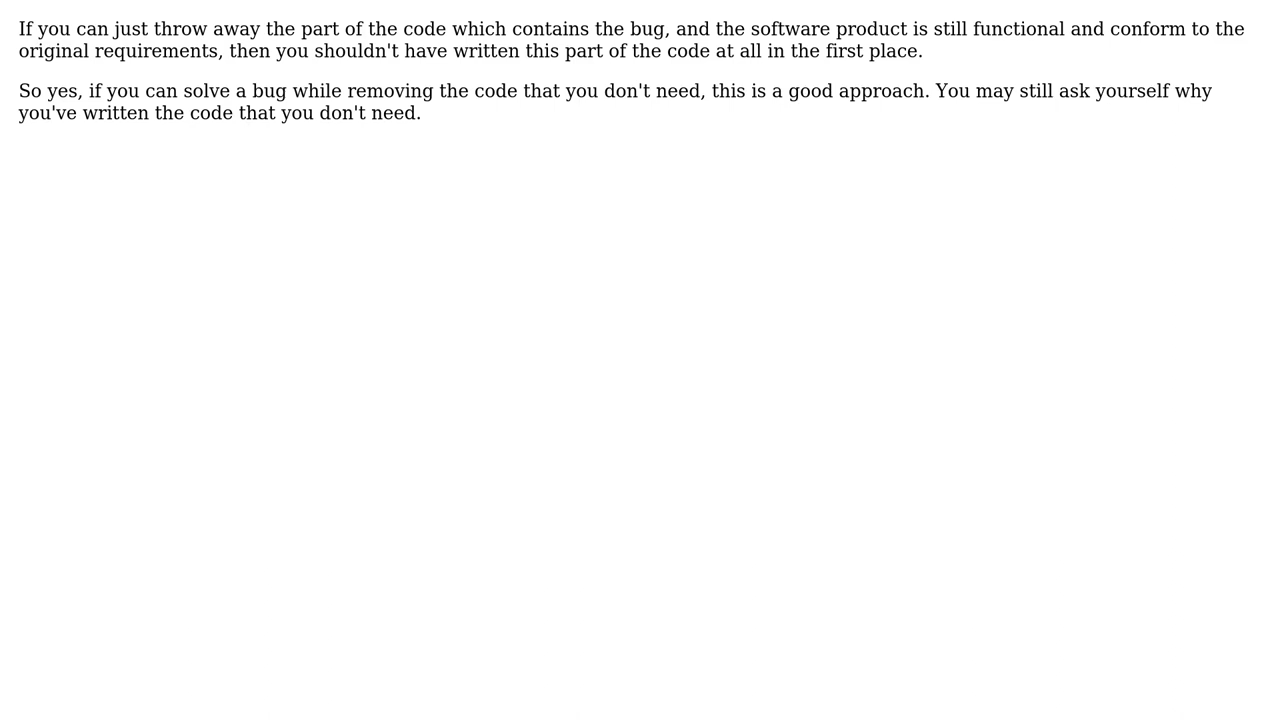 If you can just throw away the part of the code which contains the bug, and the software product is still functional and conform to the
original requirements, then you shouldn't have written this part of the code at all in the first place.
So yes, if you can solve a bug while removing the code that you don't need, this is a good approach. You may still ask yourself why
you've written the code that you don't need.